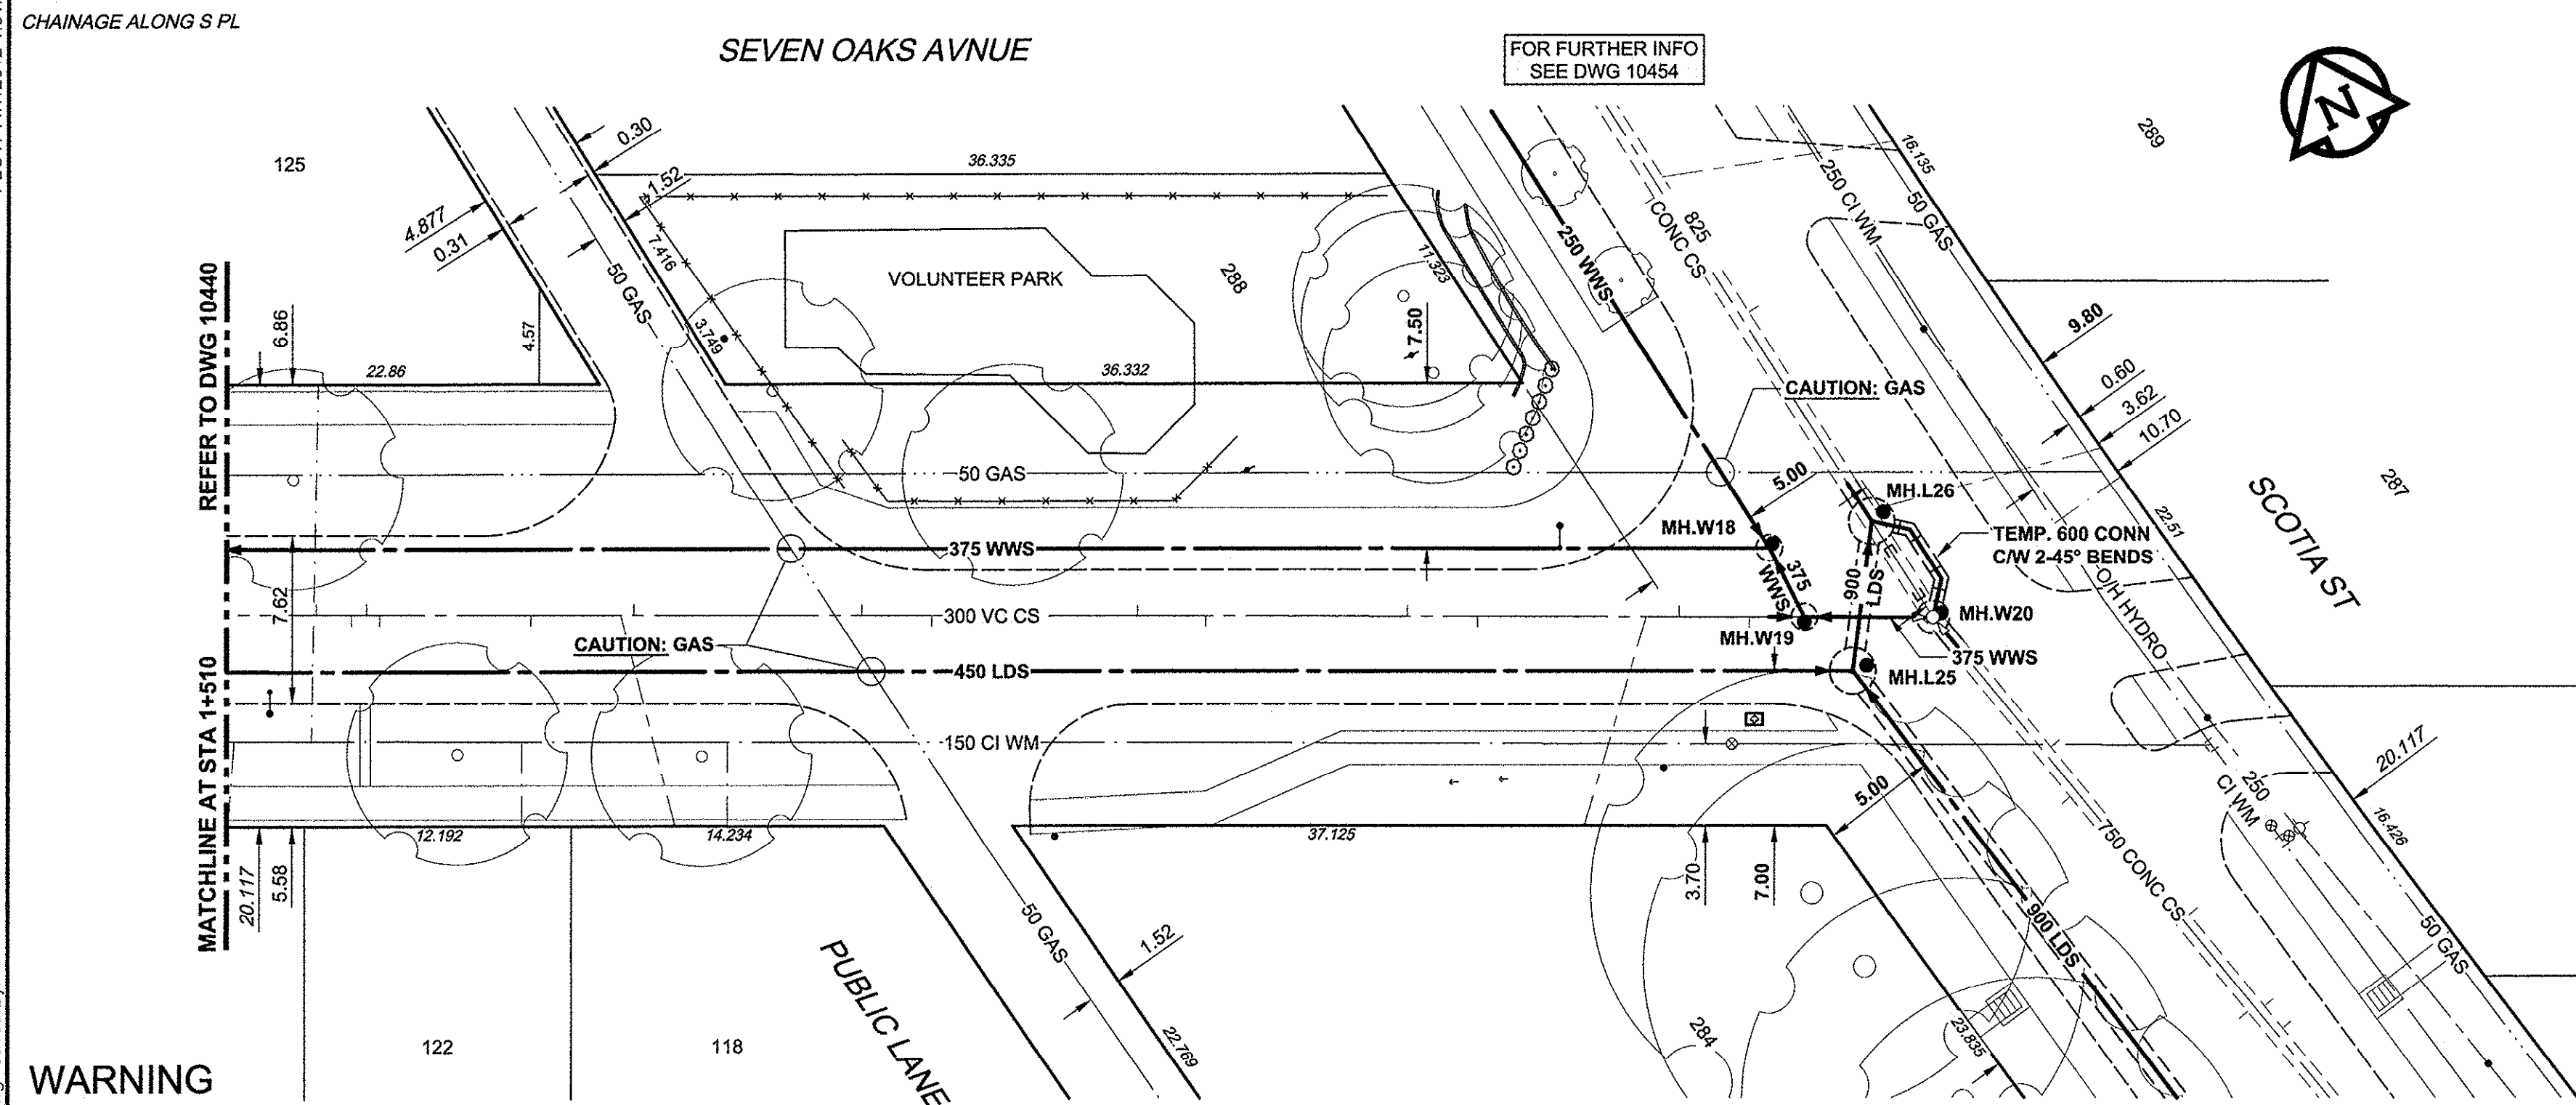 CHAINAGE ALONG S PL
SEVEN OAKS AVNUE
FOR FURTHER INFO
SEE DWG 10454
N
125
0.30
36.335
1.52
4.877
0.31
7.416
50 GAS
VOLUNTEER PARK
288
11.323
250 WWS
825
CONC CS
250 CI WM
16.135
50 GAS
289
REFER TO DWG 10440
6.86
22.86
4.57
3.749
36.332
7.50
CAUTION: GAS
9.80
0.60
3.62
10.70
50 GAS
5.00
MH.L26
22.51
SCOTIA ST
287
MH.W18
TEMP. 600 CONN
C/W 2-45° BENDS
375 WWS
375
WWS
900
LDS
O/H HYDRO
7.62
300 VC CS
MH.W19
MH.W20
375 WWS
CAUTION: GAS
450 LDS
MH.L25
MATCHLINE AT STA 1+510
150 CI WM
5.00
250
CI WM
20.117
16.426
12.192
14.234
37.125
750 CONC CS
20.117
5.58
3.70
7.00
50 GAS
1.52
900 LDS
50 GAS
PUBLIC LANE
22.769
284
23.835
122
118
WARNING